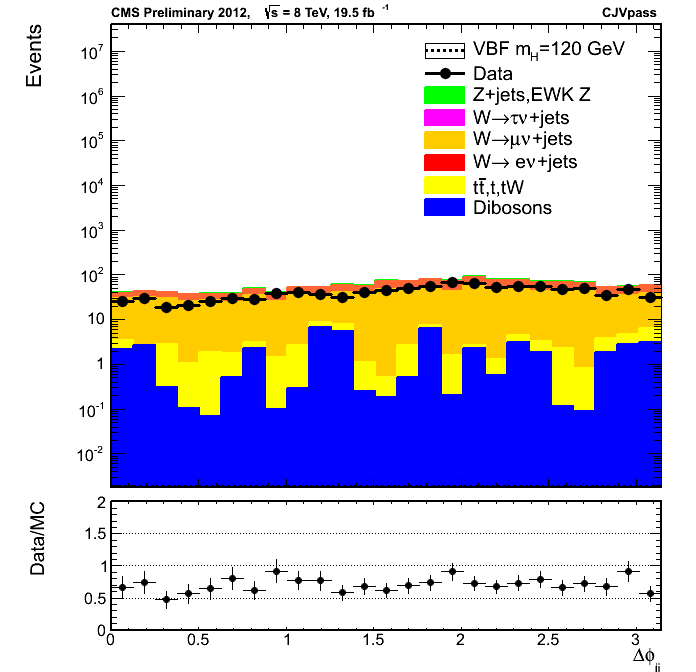 CMS Preliminary 2012, √s = 8 TeV, 19.5 fb⁻¹ CJVpass
Events
10⁷
10⁶
10⁵
10⁴
10³
10²
10
1
10⁻¹
10⁻²
VBF m_H=120 GeV
Data
Z+jets,EWK Z
W→τν+jets
W→μν+jets
W→ eν+jets
tt̄,t,tW
Dibosons
Data/MC
2
1.5
1
0.5
0
0 0.5 1 1.5 2 2.5 3
Δϕ_jj